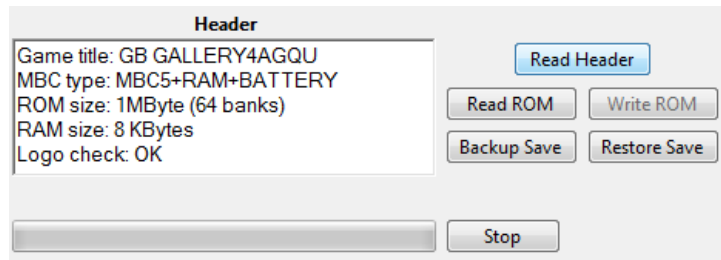 Header
Game title: GB GALLERY4AGQU
MBC type: MBC5+RAM+BATTERY
ROM size: 1MByte (64 banks)
RAM size: 8 KBytes
Logo check: OK
Read Header
Read ROM
Write ROM
Backup Save
Restore Save
Stop